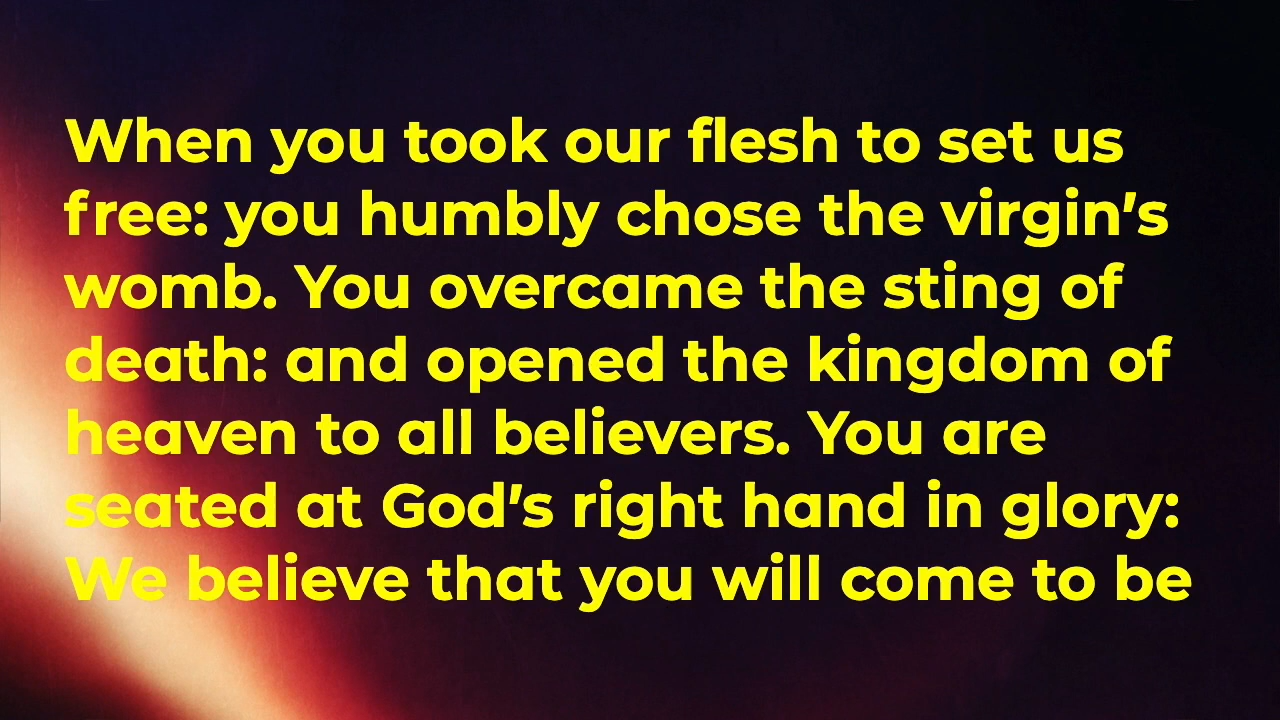 When you took our flesh to set us
free: you humbly chose the virgin's
womb. You overcame the sting of
death: and opened the kingdom of
heaven to all believers. You are
seated at God's right hand in glory:
We believe that you will come to be